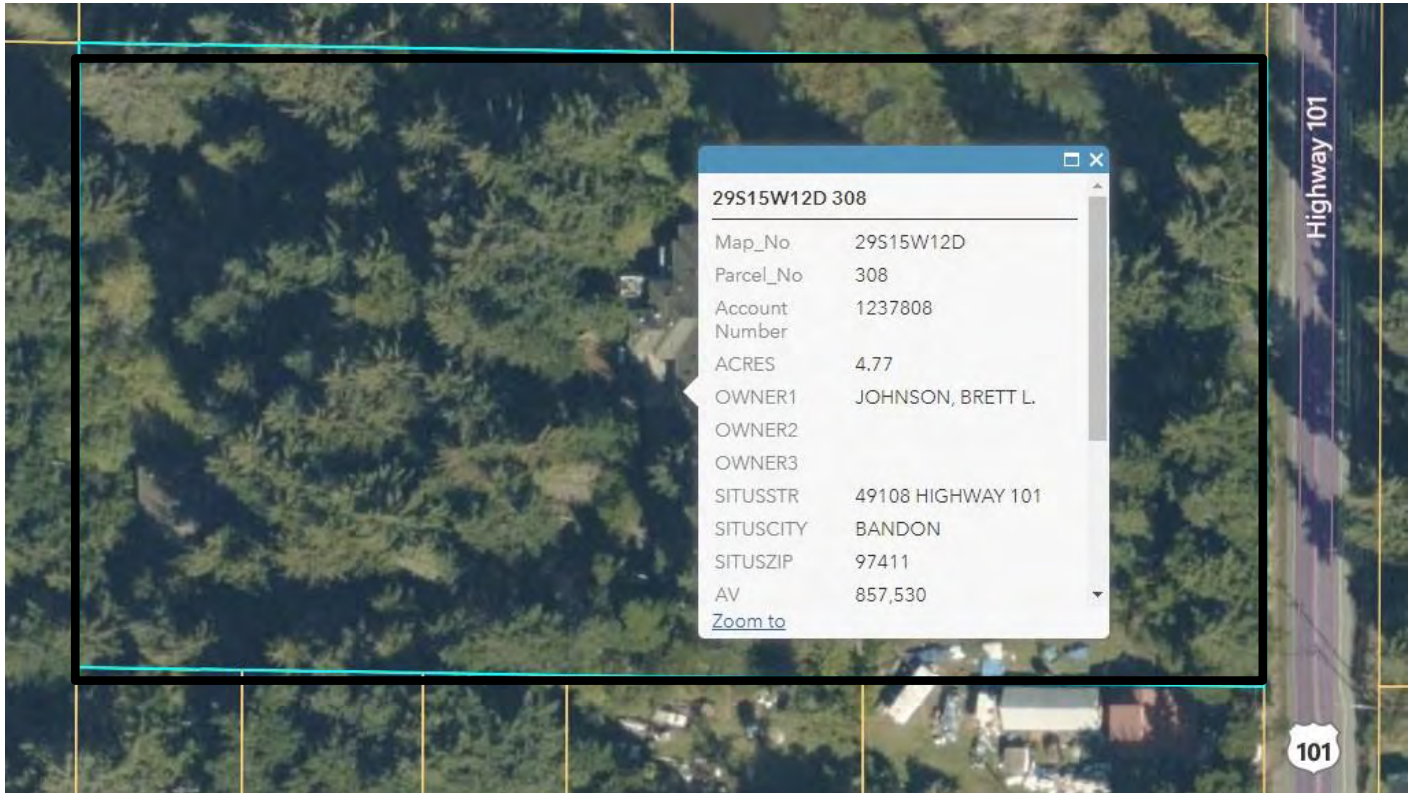 29S15W12D 308
Map_No 29S15W12D
Parcel_No 308
Account Number 1237808
ACRES 4.77
OWNER1 JOHNSON, BRETT L.
OWNER2
OWNER3
SITUSSTR 49108 HIGHWAY 101
SITUSCITY BANDON
SITUSZIP 97411
AV 857,530
Zoom to
Highway 101
101